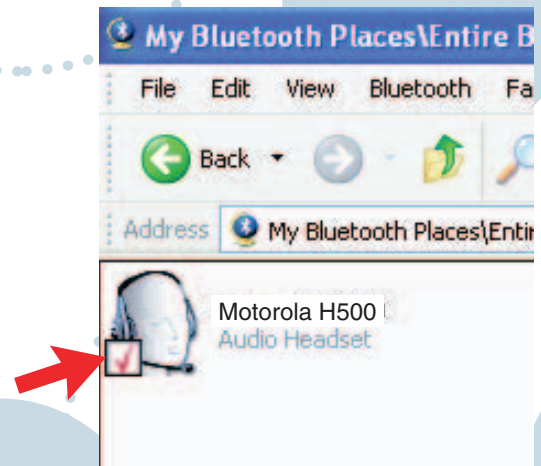 My Bluetooth Places\Entire B
File Edit View Bluetooth Fa
Back
Address My Bluetooth Places\Entir
Motorola H500
Audio Headset